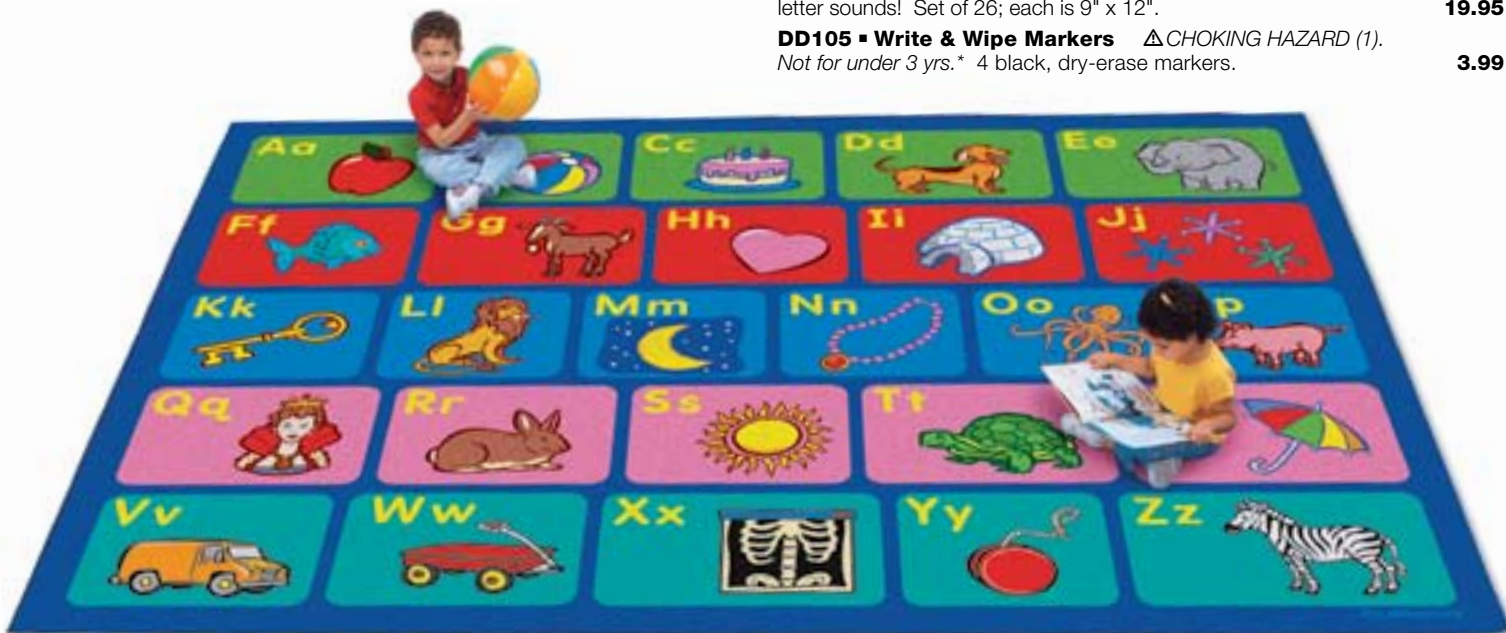 letter sounds! Set of 26; each is 9" x 12". 19.95
DD105 ▪ Write & Wipe Markers ⚠CHOKING HAZARD (1).
Not for under 3 yrs.* 4 black, dry-erase markers. 3.99
Aa Cc Dd Ee
Ff Gg Hh Ii Jj
Kk Ll Mm Nn Oo p
Qq Rr Ss Tt
Vv Ww Xx Yy Zz